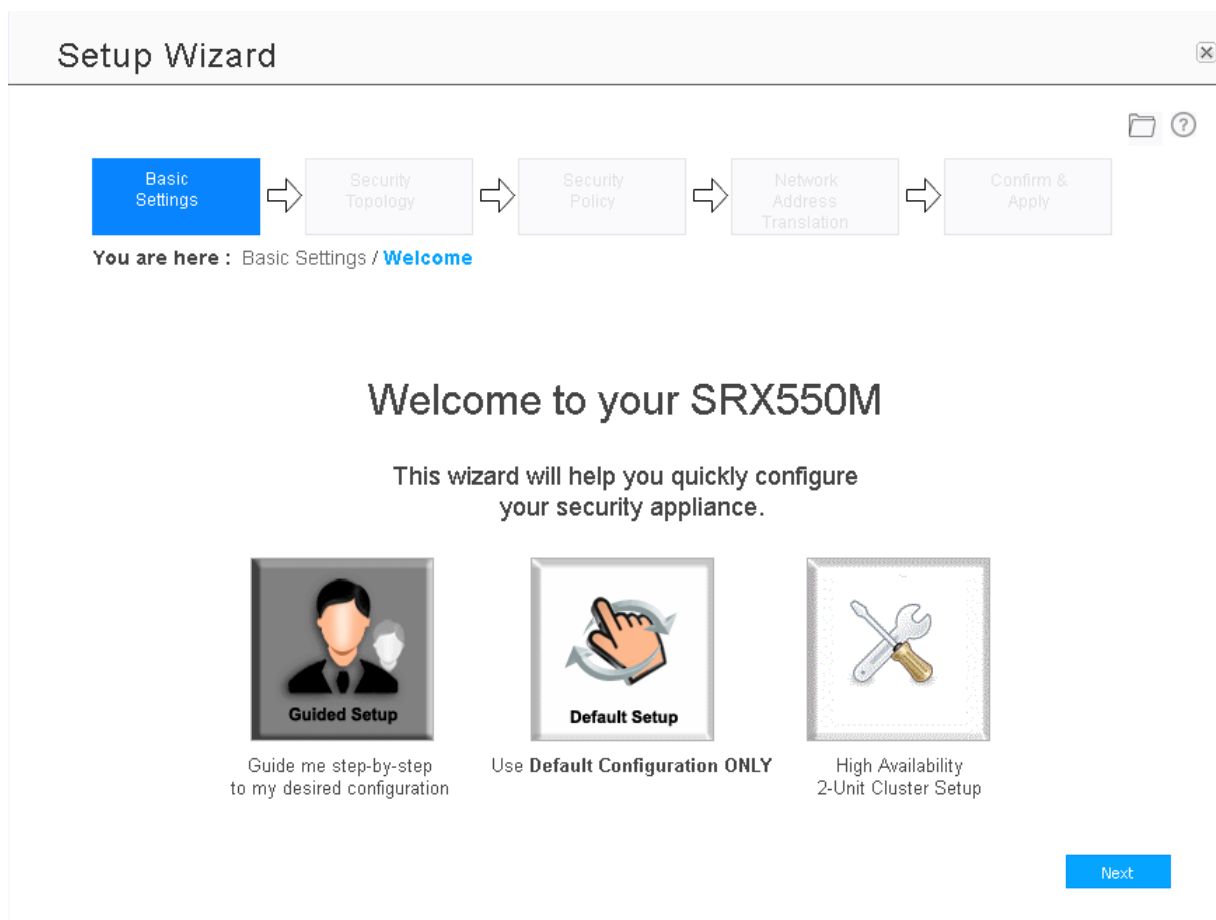 Setup Wizard
Basic
Settings
Security
Topology
Security
Policy
Network
Address
Translation
Confirm &
Apply
You are here : Basic Settings / Welcome
Welcome to your SRX550M
This wizard will help you quickly configure
your security appliance.
Guided Setup
Default Setup
Guide me step-by-step
to my desired configuration
Use Default Configuration ONLY
High Availability
2-Unit Cluster Setup
Next